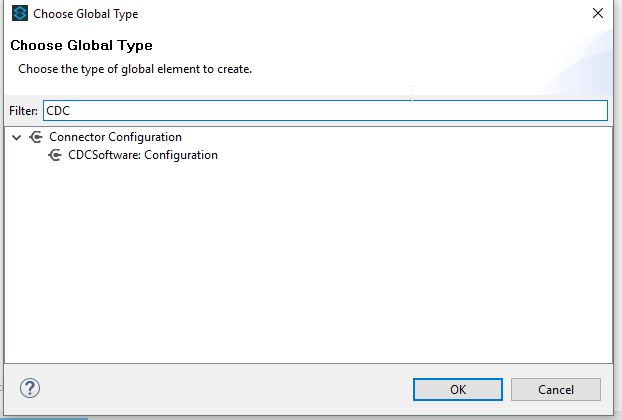 Choose Global Type
Choose Global Type
Choose the type of global element to create.
Filter: CDC
Connector Configuration
CDCSoftware: Configuration
?
OK Cancel